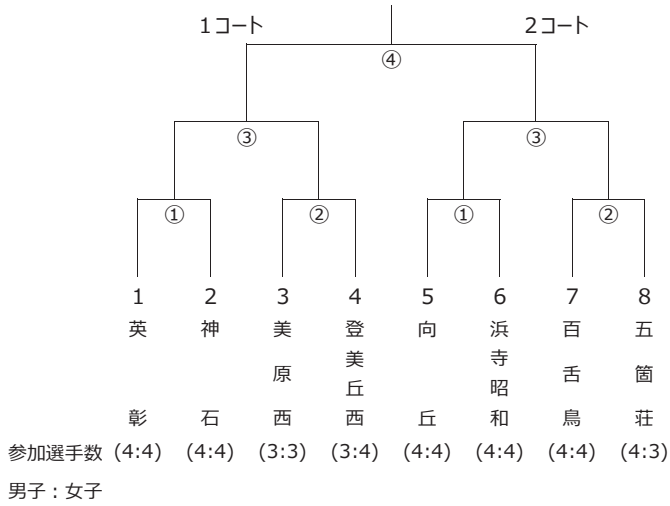 1コート 2コート
④
③ ③
① ② ① ②
1 2 3 4 5 6 7 8
英彰 神石 美原西 登美丘西 向丘 浜寺昭和 百舌鳥 五箇荘
参加選手数 (4:4) (4:4) (3:3) (3:4) (4:4) (4:4) (4:4) (4:3)
男子：女子